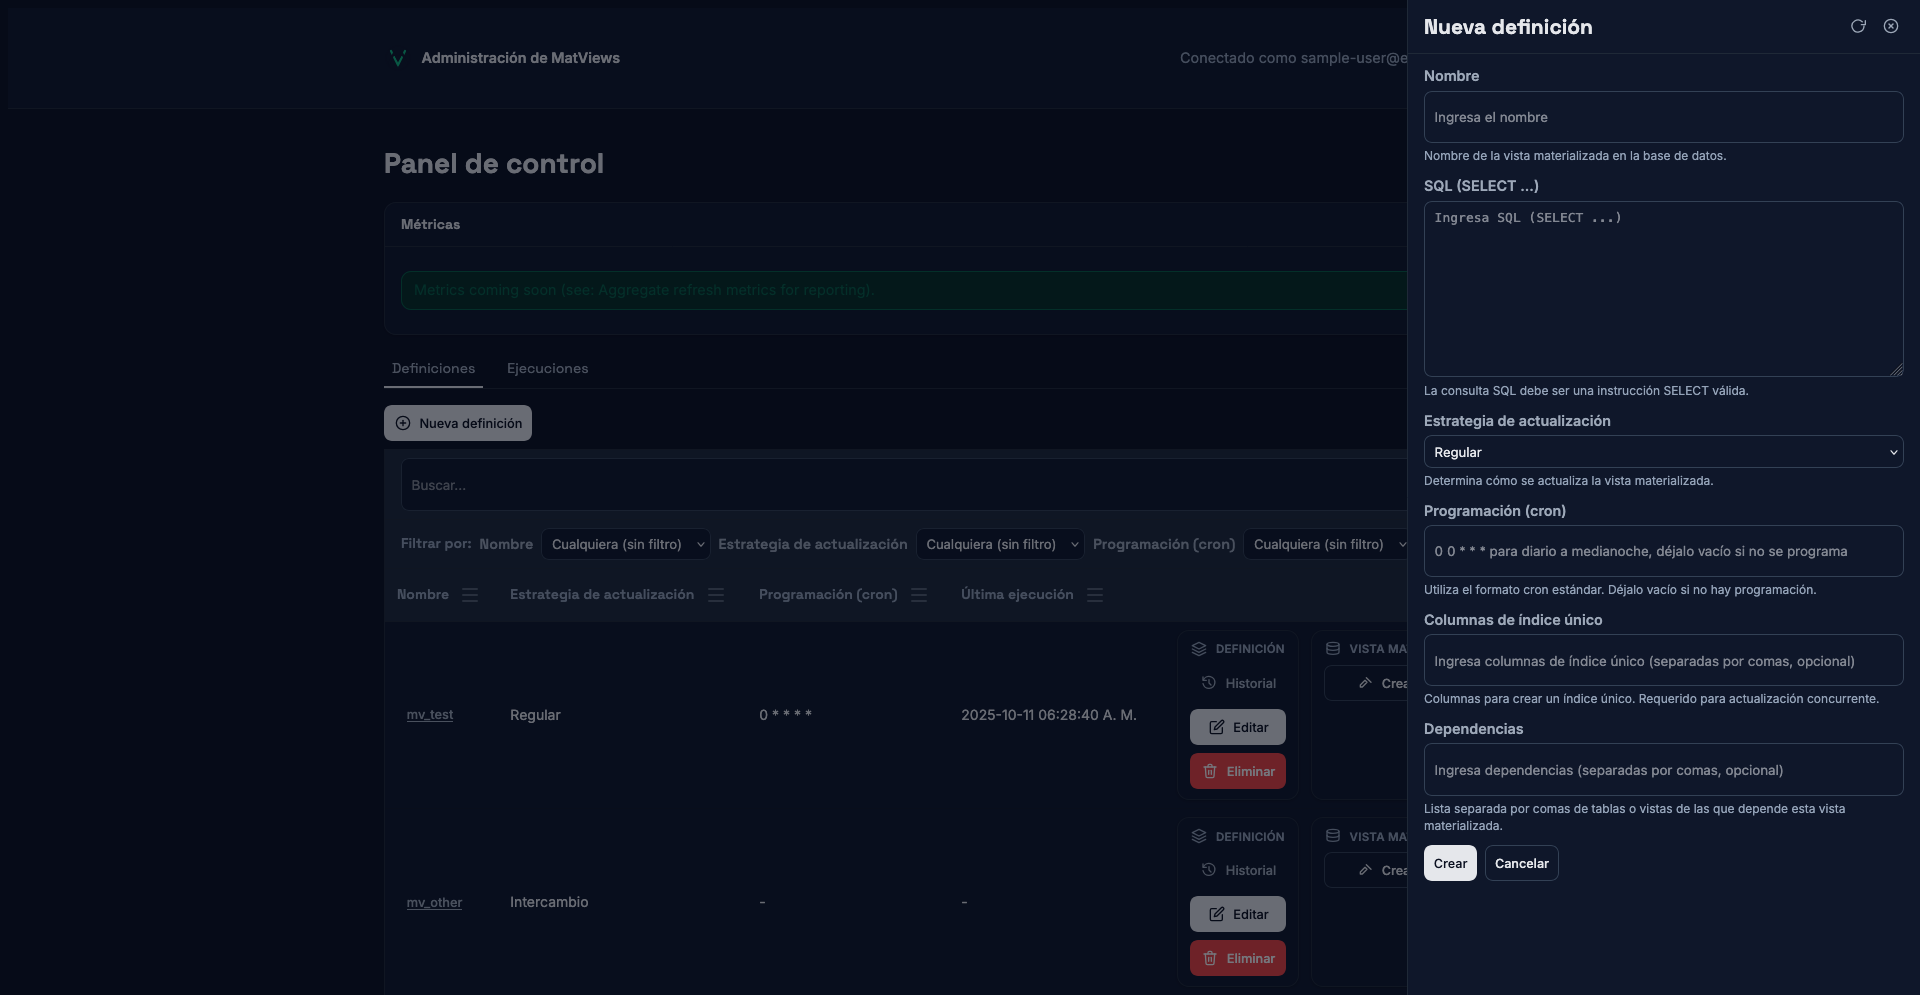 Administración de MatViews
Conectado como sample-user@e
Panel de control
Métricas
Metrics coming soon (see: Aggregate refresh metrics for reporting).
Definiciones
Ejecuciones
Nueva definición
Buscar...
Filtrar por: Nombre Cualquiera (sin filtro) Estrategia de actualización Cualquiera (sin filtro) Programación (cron) Cualquiera (sin filtro)
Nombre Estrategia de actualización Programación (cron) Última ejecución
mv_test Regular 0 * * * * 2025-10-11 06:28:40 A. M.
DEFINICIÓN
Historial
Editar
Eliminar
VISTA MA
Crea
mv_other Intercambio - -
DEFINICIÓN
Historial
Editar
Eliminar
VISTA MA
Crea
Nueva definición
Nombre
Ingresa el nombre
Nombre de la vista materializada en la base de datos.
SQL (SELECT ...)
Ingresa SQL (SELECT ...)
La consulta SQL debe ser una instrucción SELECT válida.
Estrategia de actualización
Regular
Determina cómo se actualiza la vista materializada.
Programación (cron)
0 0 * * * para diario a medianoche, déjalo vacío si no se programa
Utiliza el formato cron estándar. Déjalo vacío si no hay programación.
Columnas de índice único
Ingresa columnas de índice único (separadas por comas, opcional)
Columnas para crear un índice único. Requerido para actualización concurrente.
Dependencias
Ingresa dependencias (separadas por comas, opcional)
Lista separada por comas de tablas o vistas de las que depende esta vista
materializada.
Crear
Cancelar